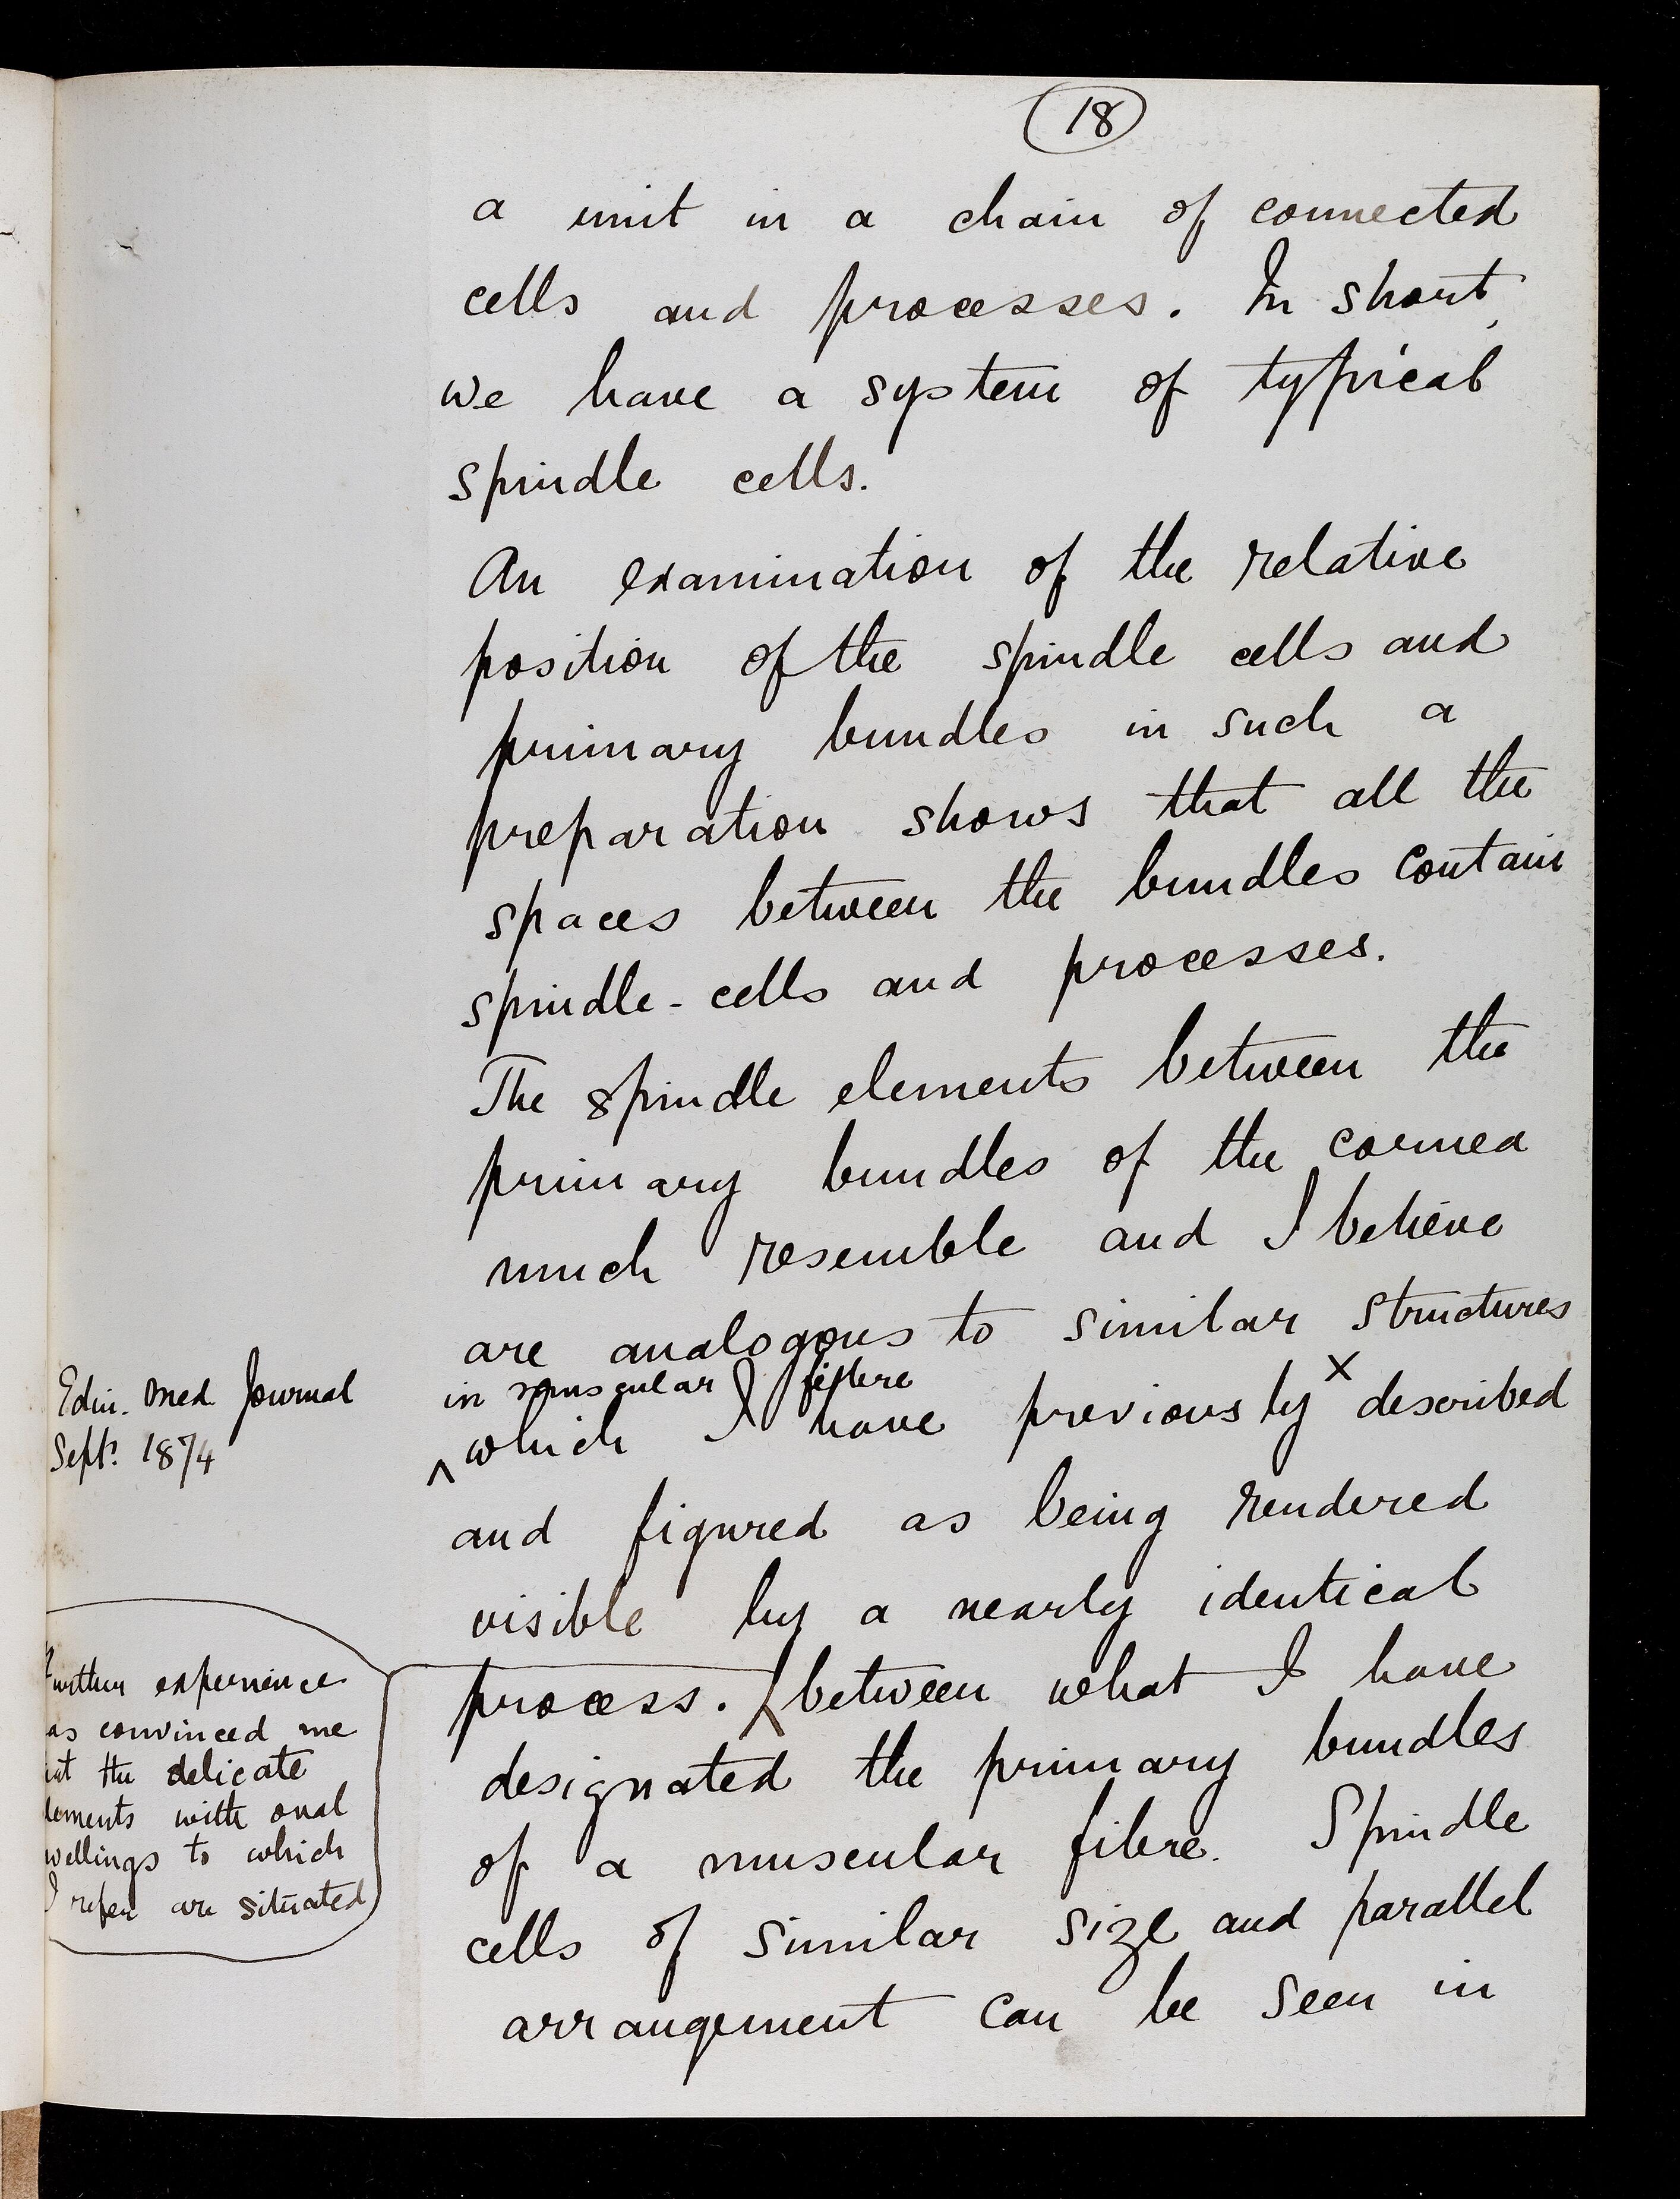 18
a unit in a chain of connected
cells and processes. In short,
we have a system of typical
spindle cells.
An examination of the relative
position of the spindle cells and
primary bundles in such a
preparation shows that all the
spaces between the bundles contain
spindle-cells and processes.
The spindle elements between the
primary bundles of the cornea
much resemble and I believe
are analogous to similar structures
in muscular fibre
^ which I have previously x described
Edin. Med Journal
Sept. 1874
and figured as being rendered
visible by a nearly identical
process. between what I have
Further experience
as convinced me
at the delicate
lements with oval
wellings to which
I refer are situated
designated the primary bundles
of a muscular fibre. Spindle
cells of similar size and parallel
arrangement can be seen in